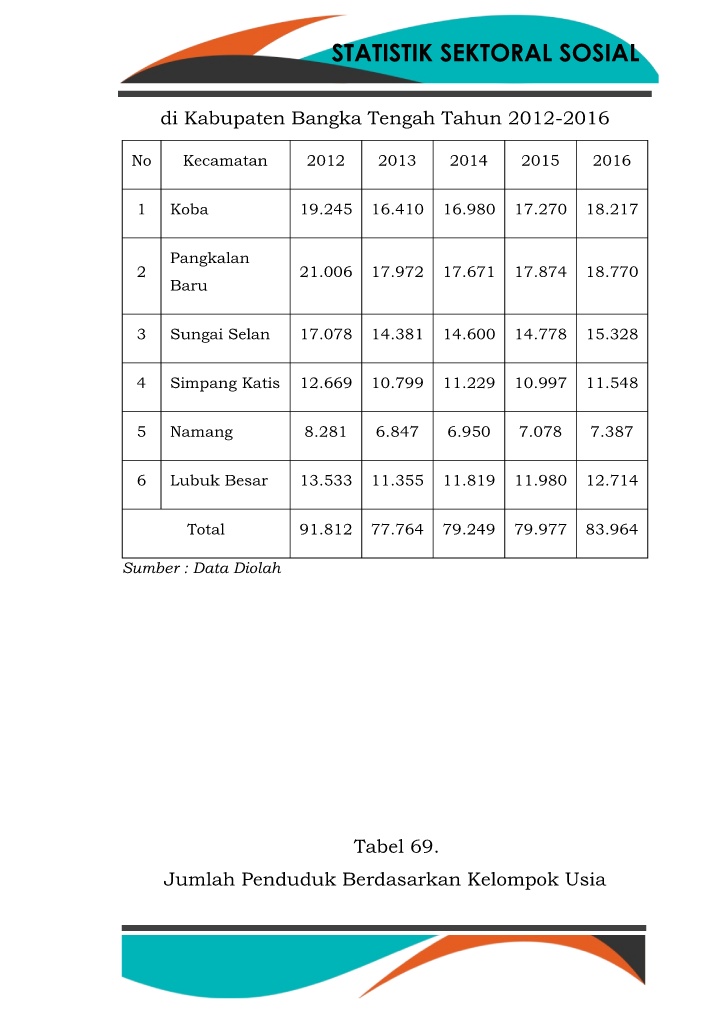 STATISTIK SEKTORAL SOSIAL
di Kabupaten Bangka Tengah Tahun 2012-2016
No Kecamatan 2012 2013 2014 2015 2016
1 Koba 19.245 16.410 16.980 17.270 18.217
2 Pangkalan Baru 21.006 17.972 17.671 17.874 18.770
3 Sungai Selan 17.078 14.381 14.600 14.778 15.328
4 Simpang Katis 12.669 10.799 11.229 10.997 11.548
5 Namang 8.281 6.847 6.950 7.078 7.387
6 Lubuk Besar 13.533 11.355 11.819 11.980 12.714
Total 91.812 77.764 79.249 79.977 83.964
Sumber : Data Diolah
Tabel 69.
Jumlah Penduduk Berdasarkan Kelompok Usia